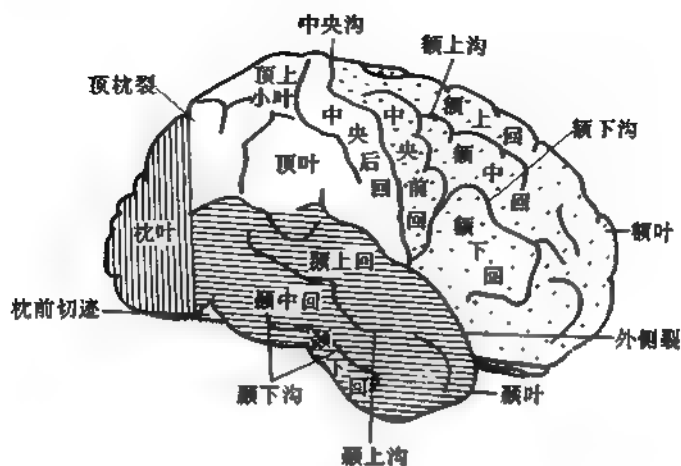 中央沟
额上沟
顶枕裂
顶上
小叶
中央后回
中央前回
额上回
额中回
额下沟
顶叶
额下回
额叶
枕叶
颞上回
枕前切迹
颞中回
外侧裂
颞下回
颞下沟
颞叶
颞上沟